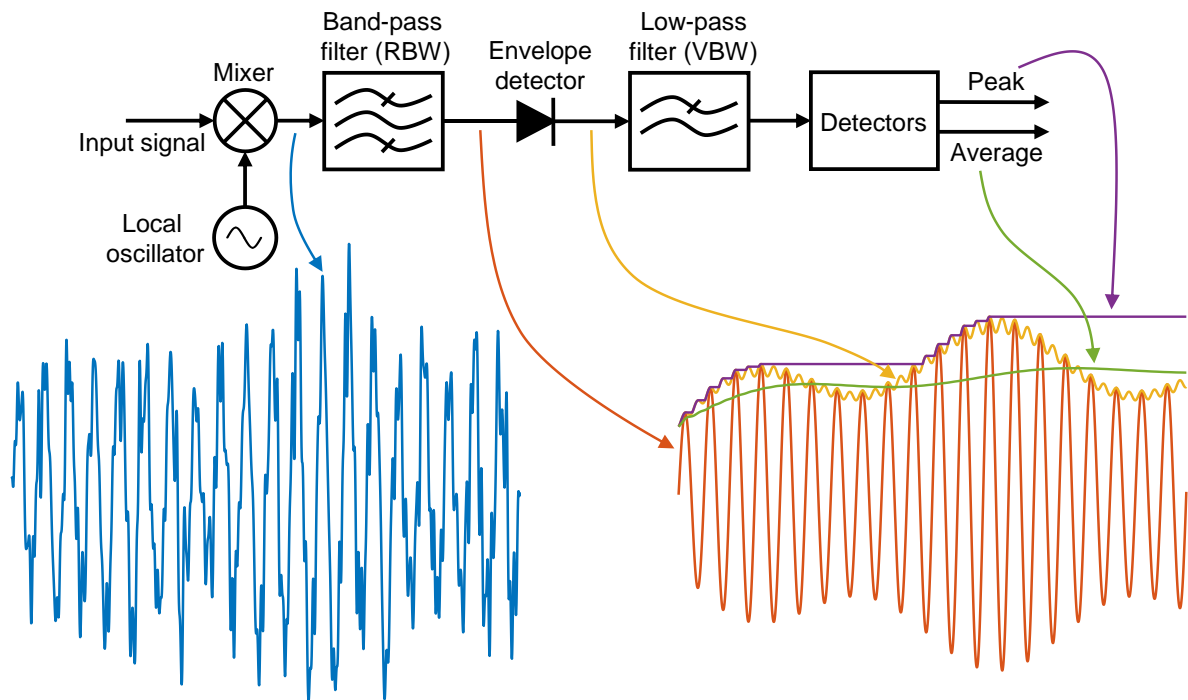 Band-pass
filter (RBW)
Low-pass
filter (VBW)
Envelope
detector
Mixer
Peak
Input signal
Detectors
Average
Local
oscillator